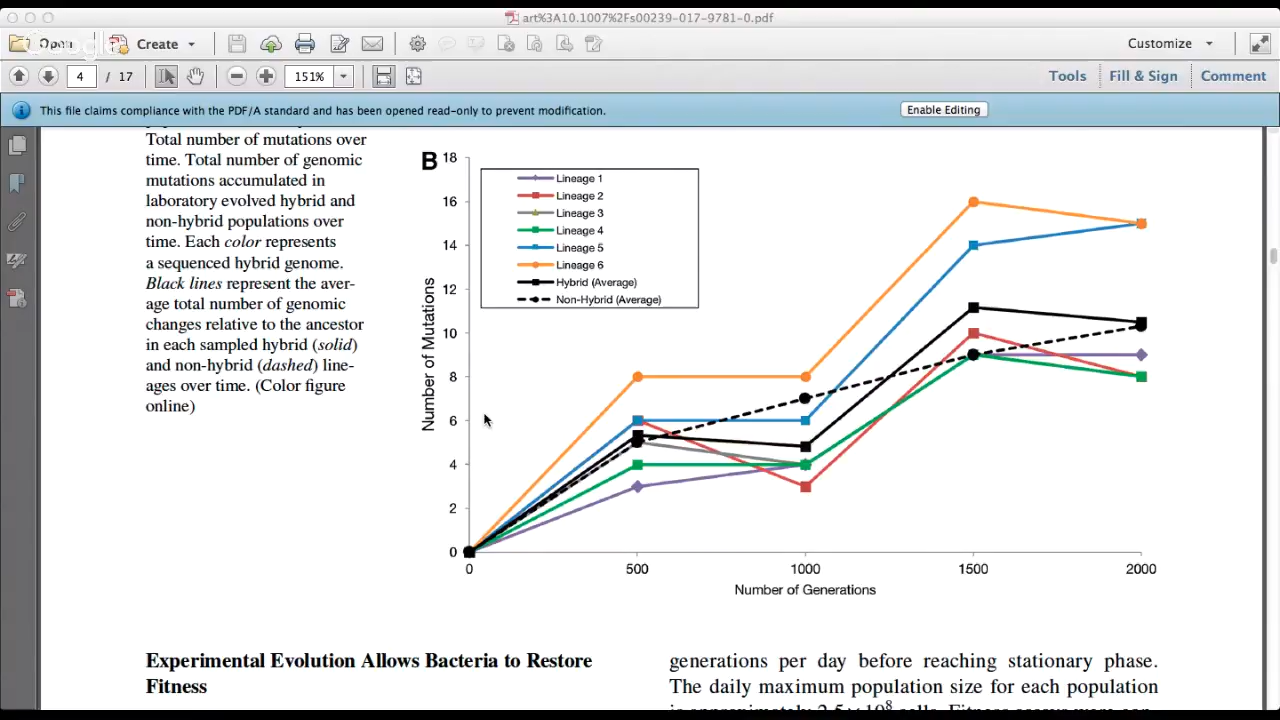 art%3A10.1007%2Fs00239-017-9781-0.pdf
Open Create 151% Customize
4 / 17 Tools Fill & Sign Comment
This file claims compliance with the PDF/A standard and has been opened read-only to prevent modification. Enable Editing
Total number of mutations over
time. Total number of genomic
mutations accumulated in
laboratory evolved hybrid and
non-hybrid populations over
time. Each color represents
a sequenced hybrid genome.
Black lines represent the aver-
age total number of genomic
changes relative to the ancestor
in each sampled hybrid (solid)
and non-hybrid (dashed) line-
ages over time. (Color figure
online)
B
Number of Mutations
18
16
14
12
10
8
6
4
2
0
Lineage 1
Lineage 2
Lineage 3
Lineage 4
Lineage 5
Lineage 6
Hybrid (Average)
Non-Hybrid (Average)
0 500 1000 1500 2000
Number of Generations
Experimental Evolution Allows Bacteria to Restore
Fitness
generations per day before reaching stationary phase.
The daily maximum population size for each population